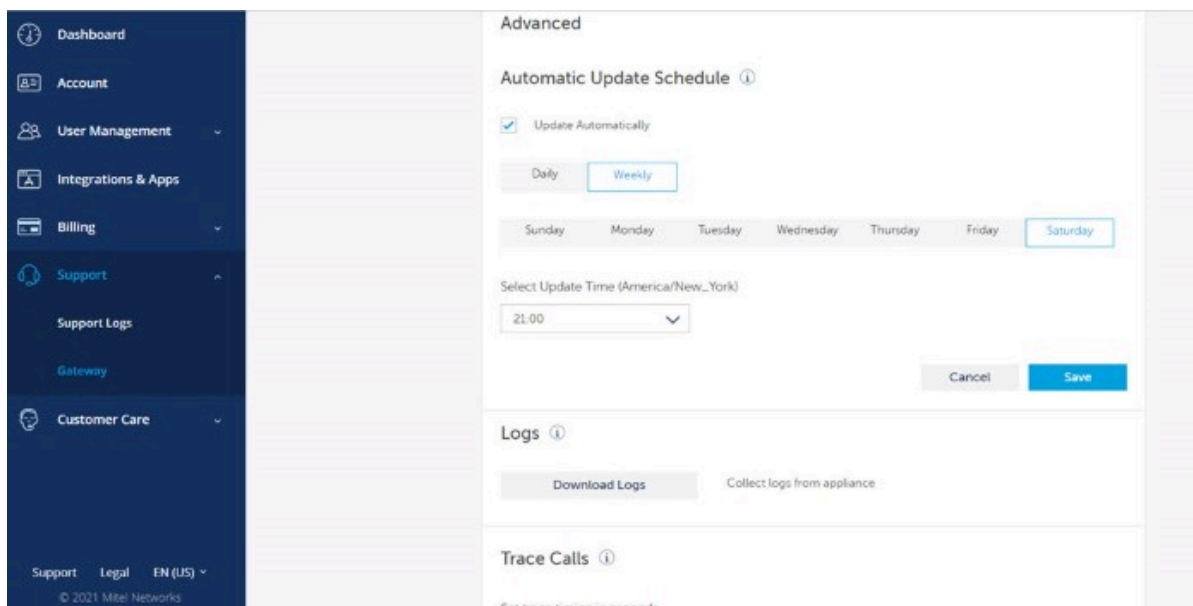 Dashboard
Account
User Management
Integrations & Apps
Billing
Support
Support Logs
Gateway
Customer Care
Support Legal EN (US)
© 2021 Mitel Networks
Advanced
Automatic Update Schedule
Update Automatically
Daily Weekly
Sunday Monday Tuesday Wednesday Thursday Friday Saturday
Select Update Time (America/New_York)
21:00
Cancel Save
Logs
Download Logs Collect logs from appliance
Trace Calls